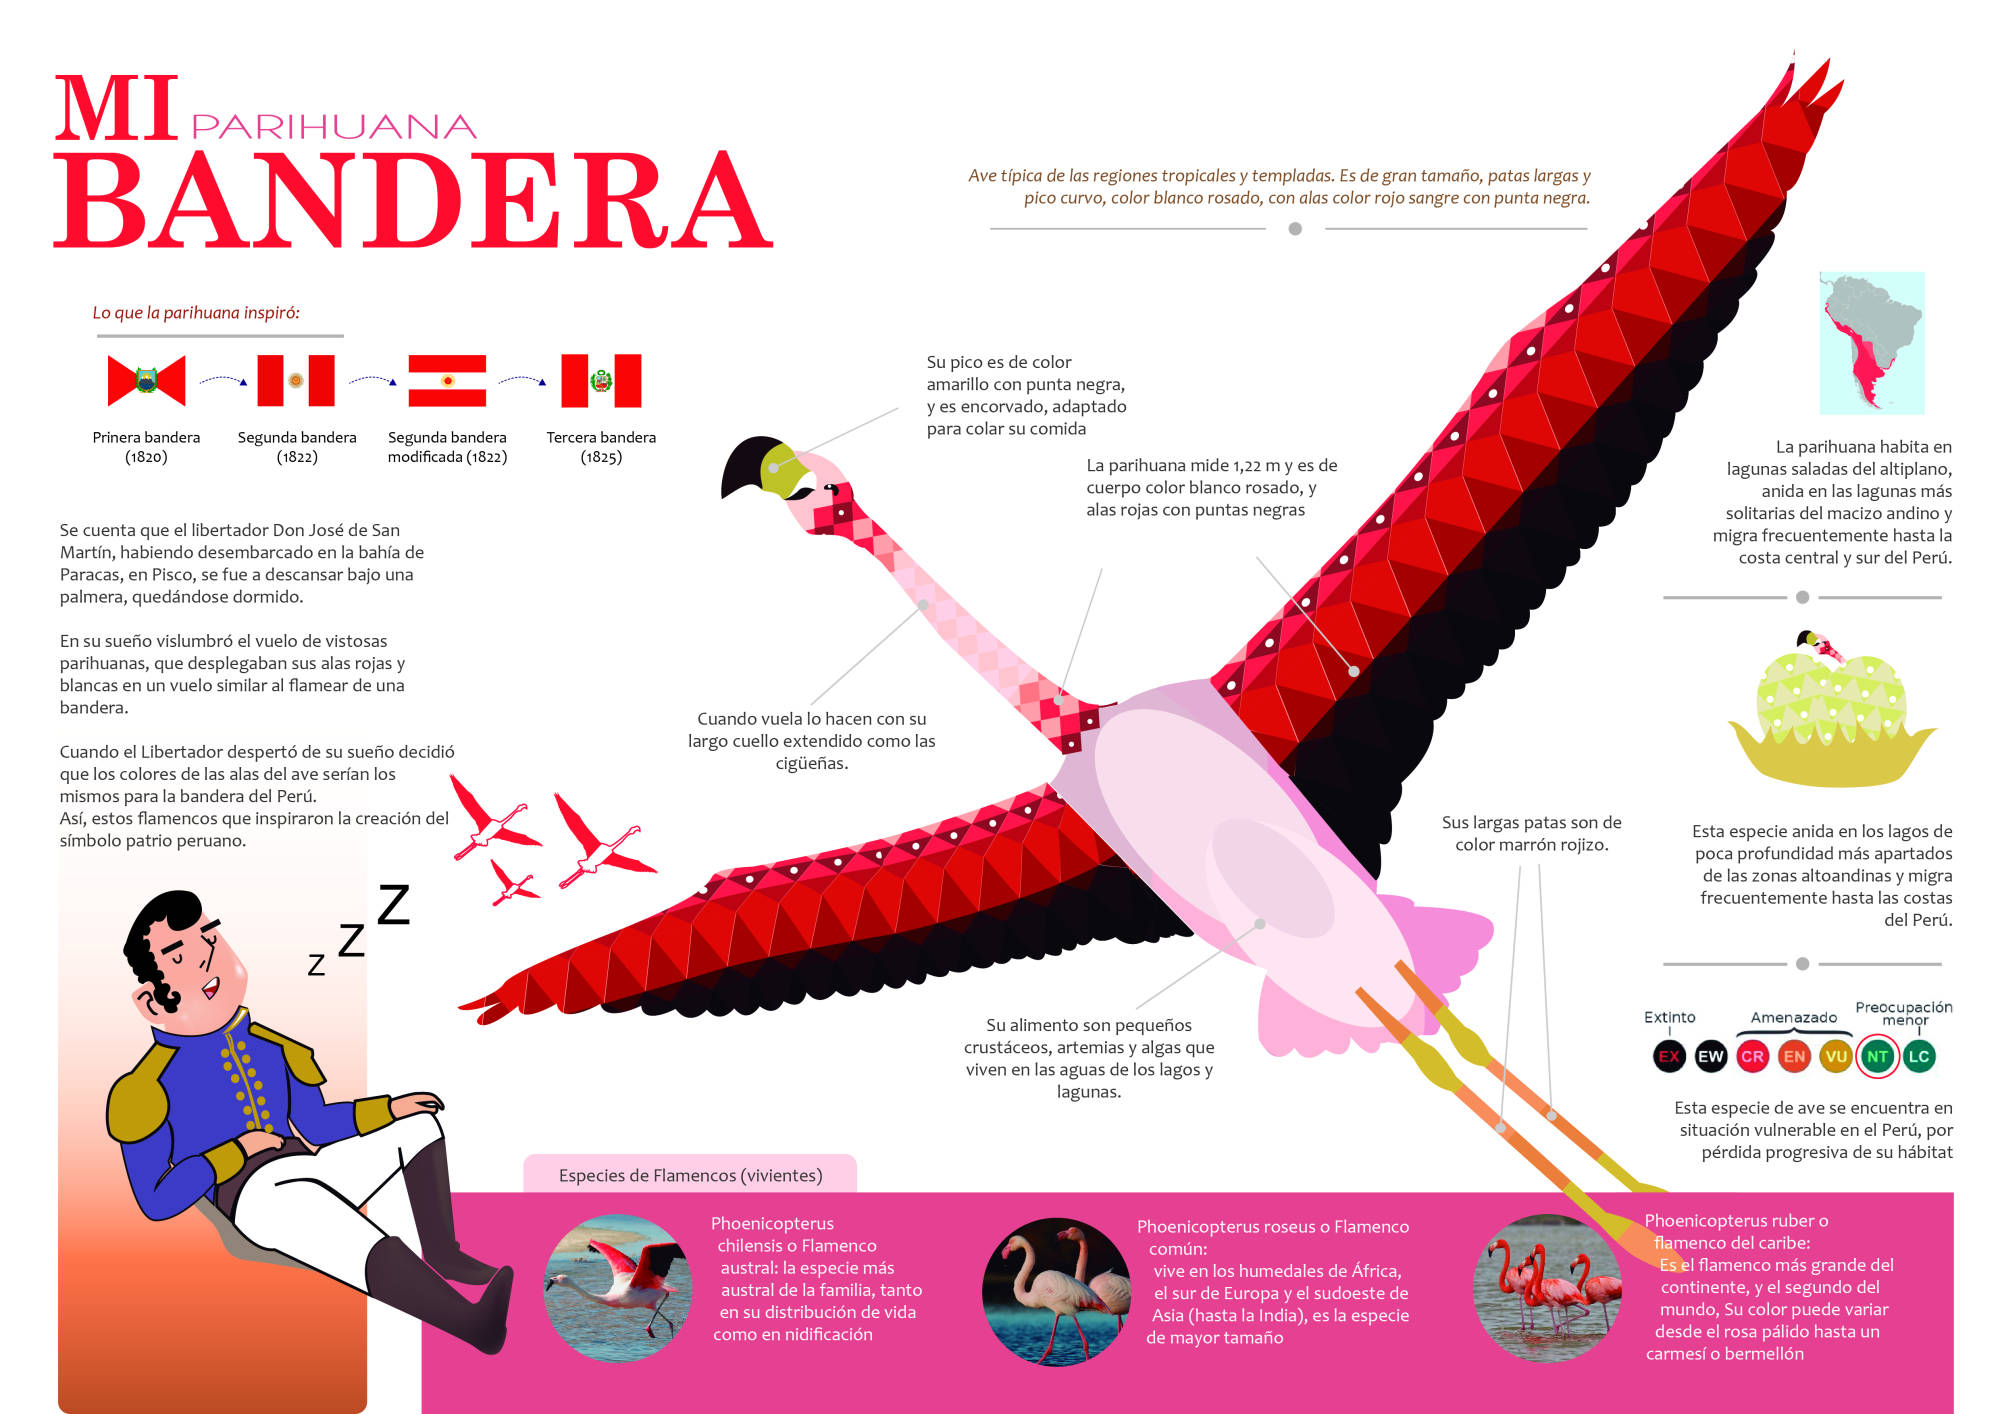 MI PARIHUANA
BANDERA
Ave típica de las regiones tropicales y templadas. Es de gran tamaño, patas largas y
pico curvo, color blanco rosado, con alas color rojo sangre con punta negra.
Lo que la parihuana inspiró:
Prinera bandera
(1820)
Segunda bandera
(1822)
Segunda bandera
modificada (1822)
Tercera bandera
(1825)
Se cuenta que el libertador Don José de San
Martín, habiendo desembarcado en la bahía de
Paracas, en Pisco, se fue a descansar bajo una
palmera, quedándose dormido.
En su sueño vislumbró el vuelo de vistosas
parihuanas, que desplegaban sus alas rojas y
blancas en un vuelo similar al flamear de una
bandera.
Cuando el Libertador despertó de su sueño decidió
que los colores de las alas del ave serían los
mismos para la bandera del Perú.
Así, estos flamencos que inspiraron la creación del
símbolo patrio peruano.
z
z
z
Su pico es de color
amarillo con punta negra,
y es encorvado, adaptado
para colar su comida
La parihuana mide 1,22 m y es de
cuerpo color blanco rosado, y
alas rojas con puntas negras
Cuando vuela lo hacen con su
largo cuello extendido como las
cigüeñas.
Su alimento son pequeños
crustáceos, artemias y algas que
viven en las aguas de los lagos y
lagunas.
Sus largas patas son de
color marrón rojizo.
La parihuana habita en
lagunas saladas del altiplano,
anida en las lagunas más
solitarias del macizo andino y
migra frecuentemente hasta la
costa central y sur del Perú.
Esta especie anida en los lagos de
poca profundidad más apartados
de las zonas altoandinas y migra
frecuentemente hasta las costas
del Perú.
Extinto
Amenazado
Preocupación
menor
EX EW CR EN VU NT LC
Esta especie de ave se encuentra en
situación vulnerable en el Perú, por
pérdida progresiva de su hábitat
Especies de Flamencos (vivientes)
Phoenicopterus
chilensis o Flamenco
austral: la especie más
austral de la familia, tanto
en su distribución de vida
como en nidificación
Phoenicopterus roseus o Flamenco
común:
vive en los humedales de África,
el sur de Europa y el sudoeste de
Asia (hasta la India), es la especie
de mayor tamaño
Phoenicopterus ruber o
flamenco del caribe:
Es el flamenco más grande del
continente, y el segundo del
mundo, Su color puede variar
desde el rosa pálido hasta un
carmesí o bermellón